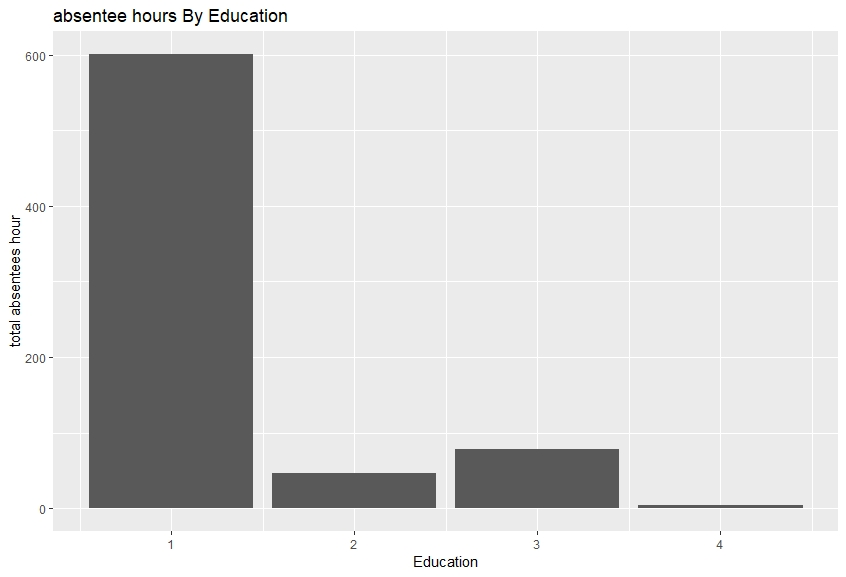 absentee hours By Education
total absentees hour
600
400
200
0
1 2 3 4
Education